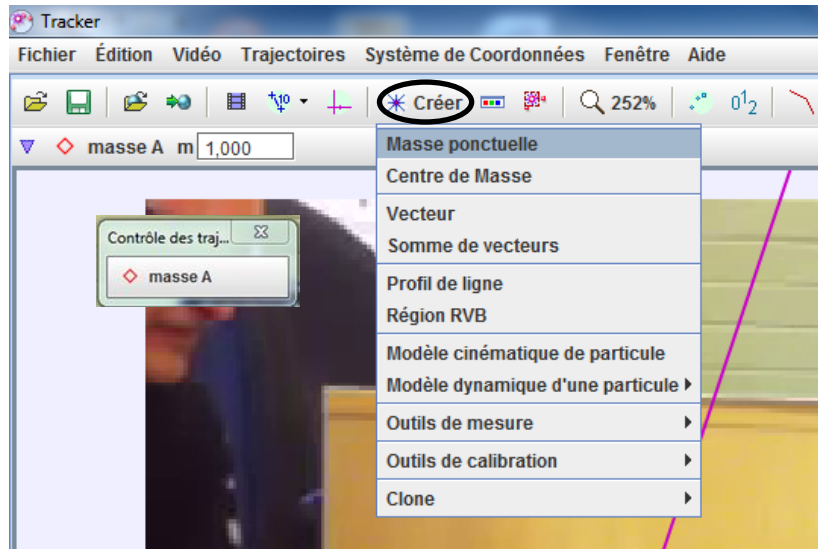 Tracker
Fichier Édition Vidéo Trajectoires Système de Coordonnées Fenêtre Aide
Créer 252%
masse A m 1,000
Masse ponctuelle
Centre de Masse
Vecteur
Somme de vecteurs
Profil de ligne
Région RVB
Modèle cinématique de particule
Modèle dynamique d'une particule
Outils de mesure
Outils de calibration
Clone
Contrôle des traj...
masse A